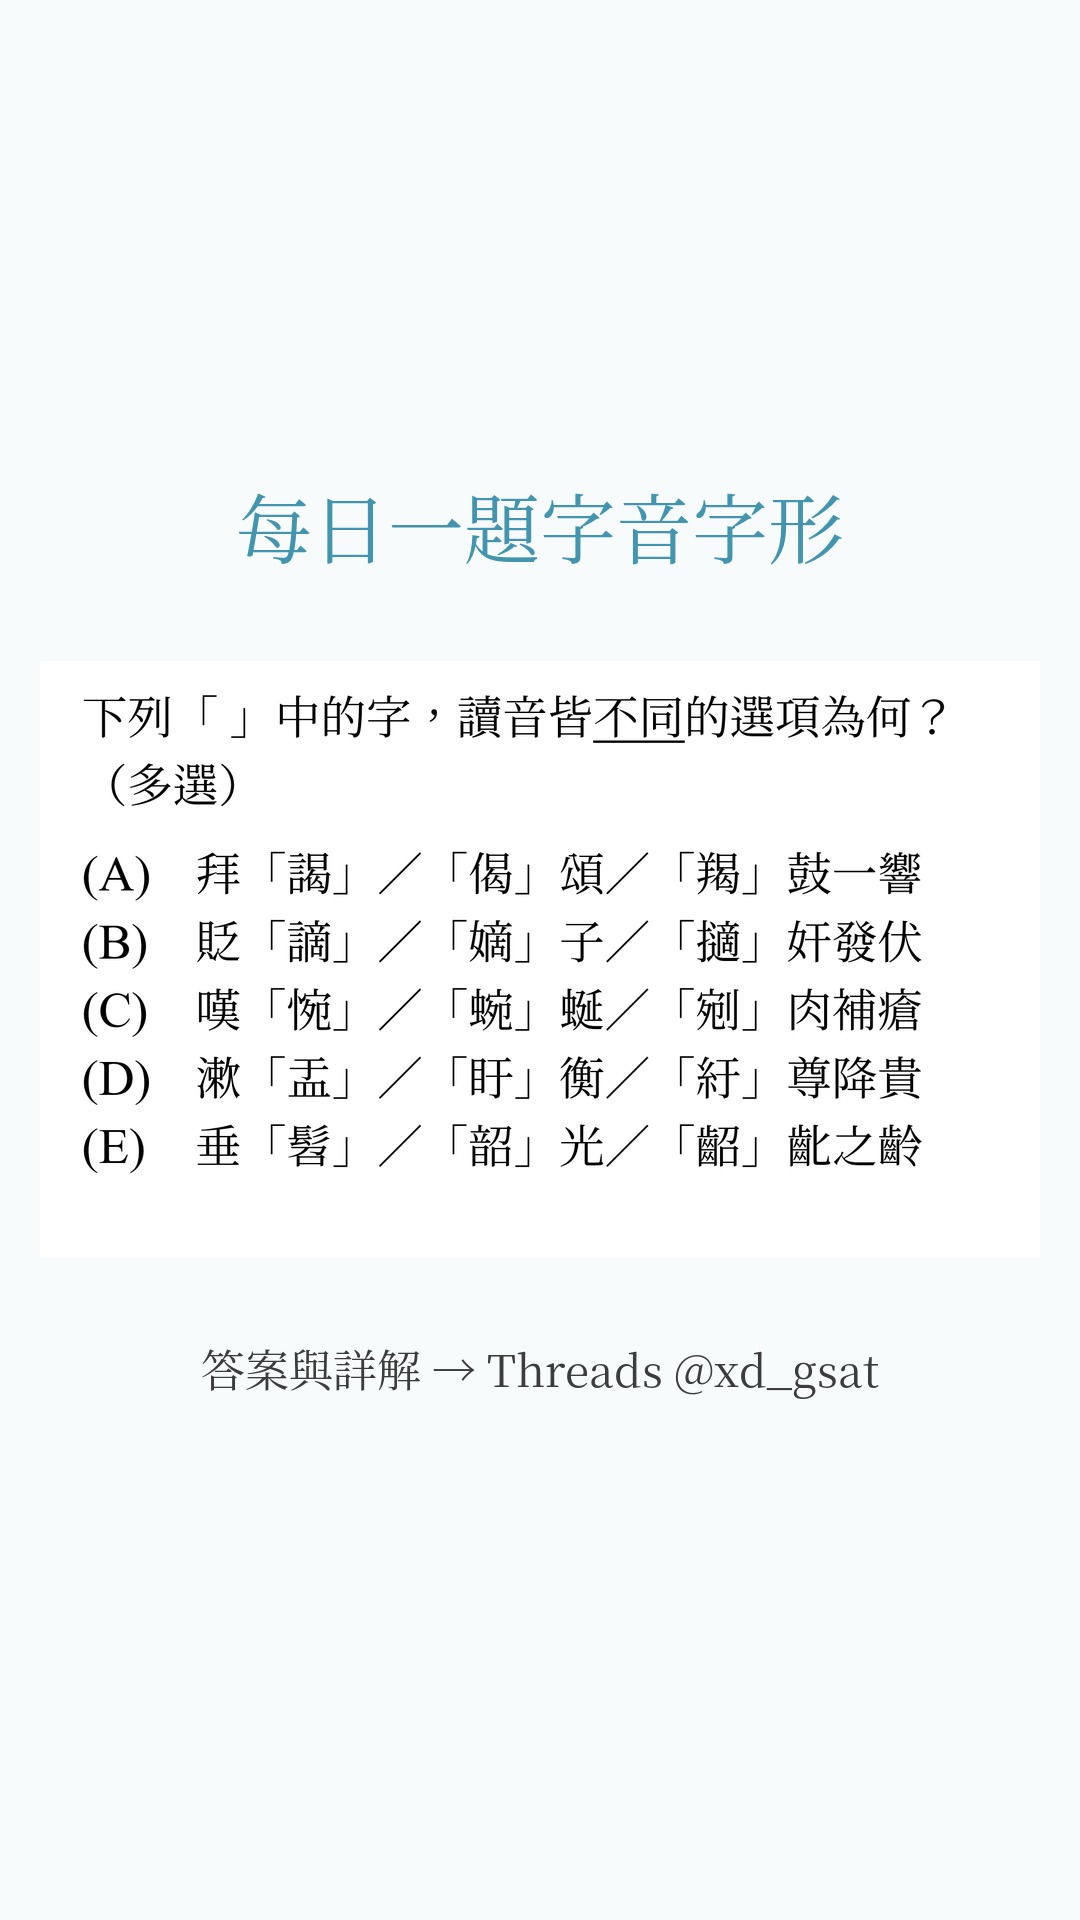 每日一題字音字形
下列「 」中的字，讀音皆不同的選項為何？
（多選）
(A) 拜「謁」／「偈」頌／「羯」鼓一響
(B) 貶「謫」／「嫡」子／「擿」奸發伏
(C) 嘆「惋」／「蜿」蜒／「剜」肉補瘡
(D) 漱「盂」／「盱」衡／「紆」尊降貴
(E) 垂「髫」／「韶」光／「齠」齔之齡
答案與詳解 → Threads @xd_gsat